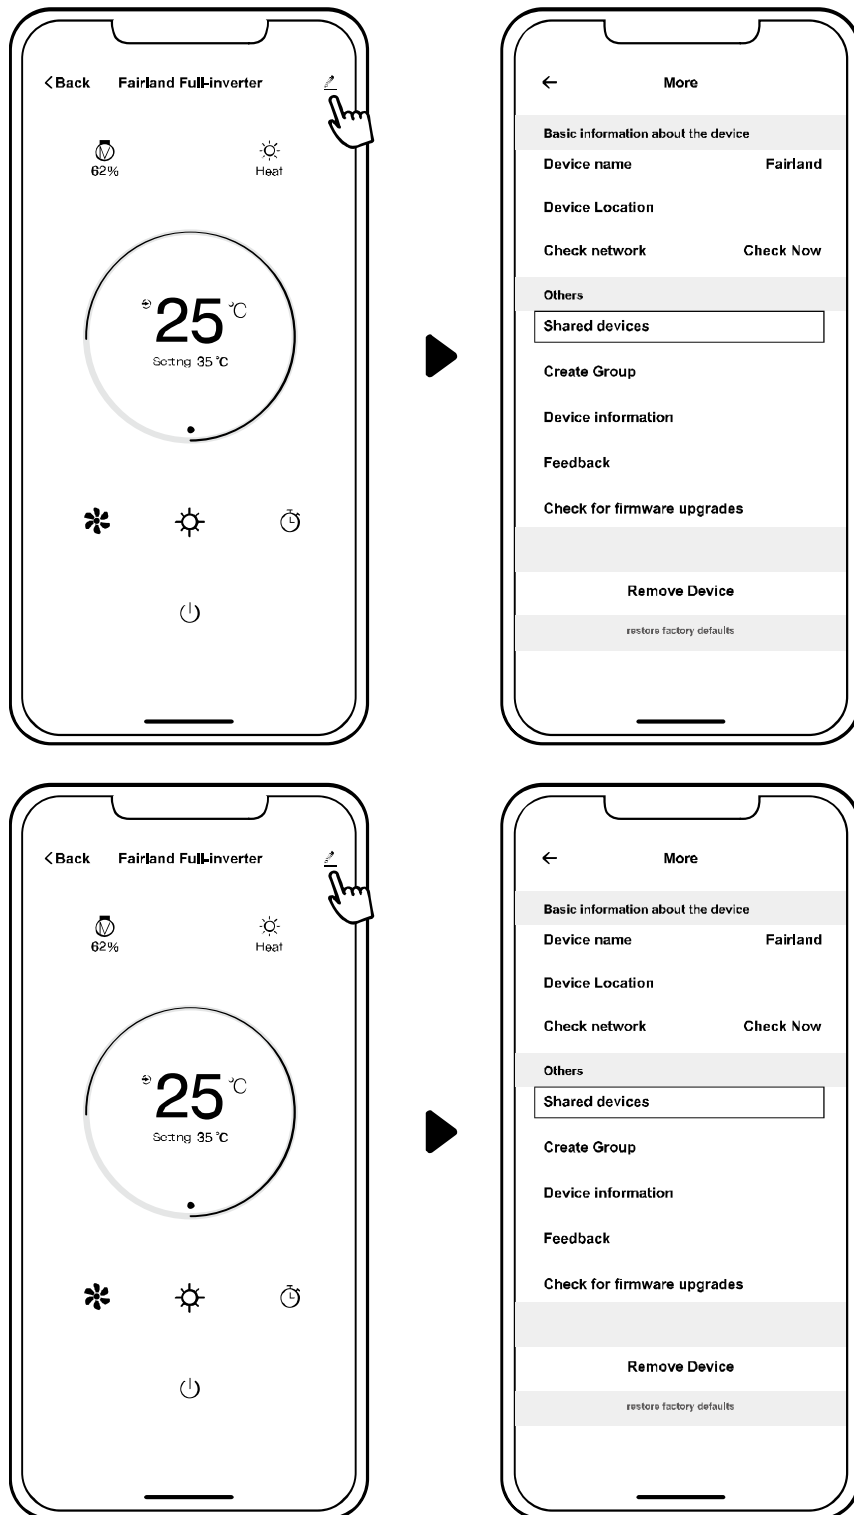 Back Fairland Full-inverter
62% Heat
25 °C
Setting 35 °C
More
Basic information about the device
Device name Fairland
Device Location
Check network Check Now
Others
Shared devices
Create Group
Device information
Feedback
Check for firmware upgrades
Remove Device
restore factory defaults
Back Fairland Full-inverter
62% Heat
25 °C
Setting 35 °C
More
Basic information about the device
Device name Fairland
Device Location
Check network Check Now
Others
Shared devices
Create Group
Device information
Feedback
Check for firmware upgrades
Remove Device
restore factory defaults